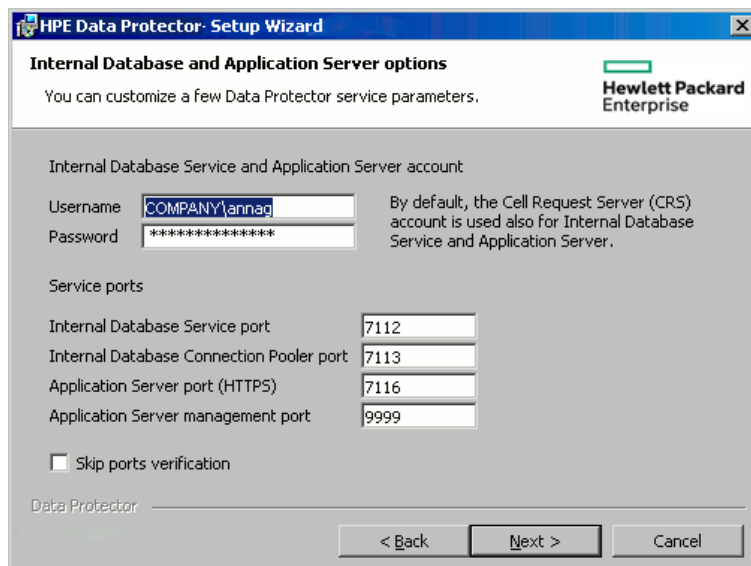 HPE Data Protector- Setup Wizard
Internal Database and Application Server options
You can customize a few Data Protector service parameters.
Hewlett Packard
Enterprise
Internal Database Service and Application Server account
Username COMPANY\annag
Password **************
By default, the Cell Request Server (CRS)
account is used also for Internal Database
Service and Application Server.
Service ports
Internal Database Service port 7112
Internal Database Connection Pooler port 7113
Application Server port (HTTPS) 7116
Application Server management port 9999
Skip ports verification
Data Protector
< Back Next > Cancel